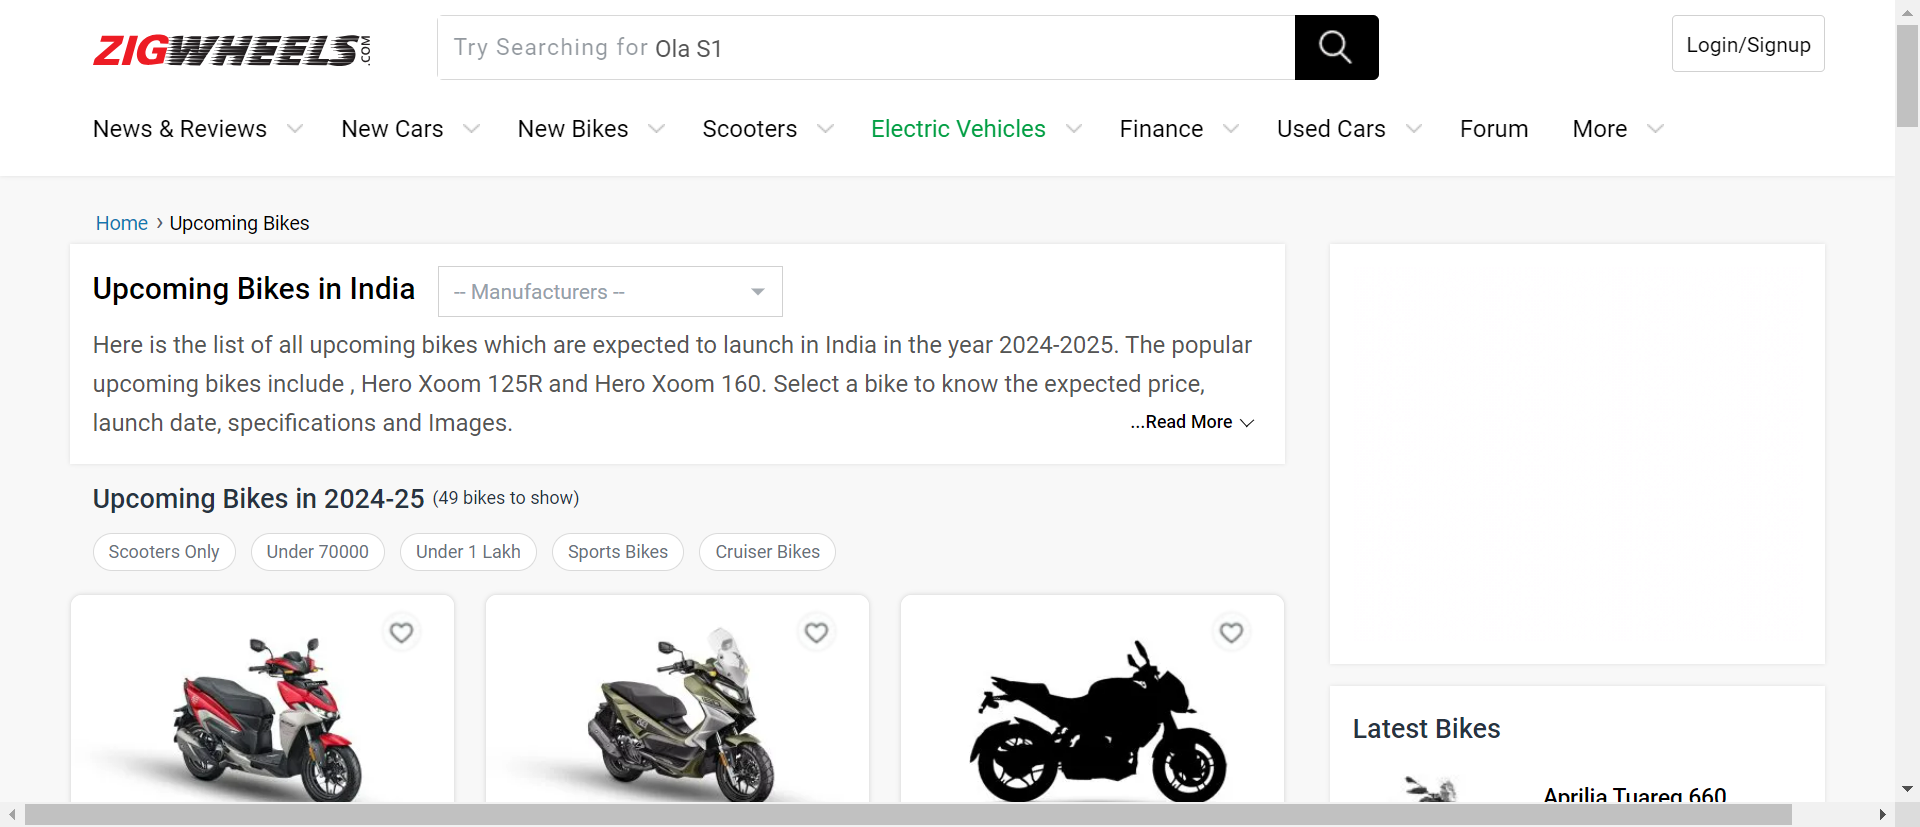 ZIGWHEELS.COM
Try Searching for Ola S1
Login/Signup
News & Reviews
New Cars
New Bikes
Scooters
Electric Vehicles
Finance
Used Cars
Forum
More
Home › Upcoming Bikes
Upcoming Bikes in India
-- Manufacturers --
Here is the list of all upcoming bikes which are expected to launch in India in the year 2024-2025. The popular
upcoming bikes include , Hero Xoom 125R and Hero Xoom 160. Select a bike to know the expected price,
launch date, specifications and Images.
...Read More
Upcoming Bikes in 2024-25 (49 bikes to show)
Scooters Only
Under 70000
Under 1 Lakh
Sports Bikes
Cruiser Bikes
Latest Bikes
Aprilia Tuareg 660